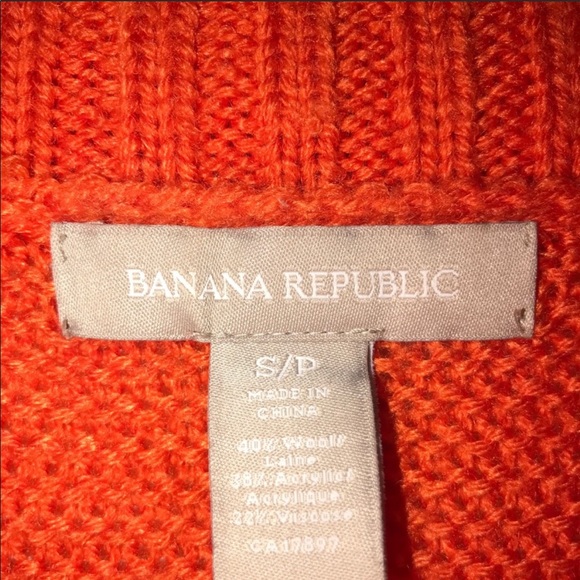 BANANA REPUBLIC
S/P
MADE IN
CHINA
40% Wool/
Laine
38% Acrylic/
Acrylique
22% Viscose
CA17897